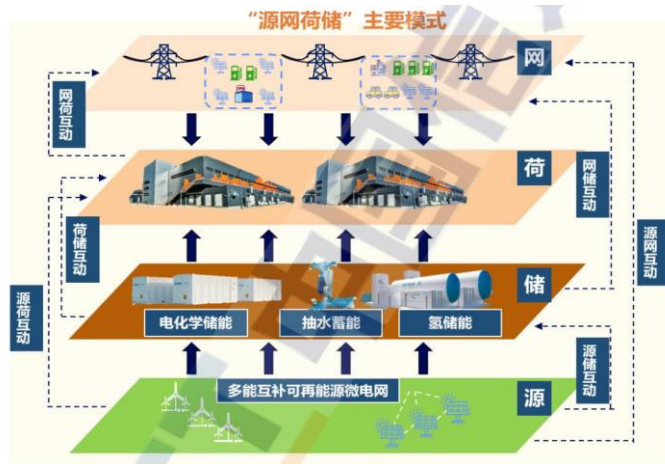 “源网荷储”主要模式
网
网荷互动
荷
网储互动
荷储互动
源网互动
储
源荷互动
电化学储能
抽水蓄能
氢储能
源储互动
多能互补可再能源微电网
源
中国信